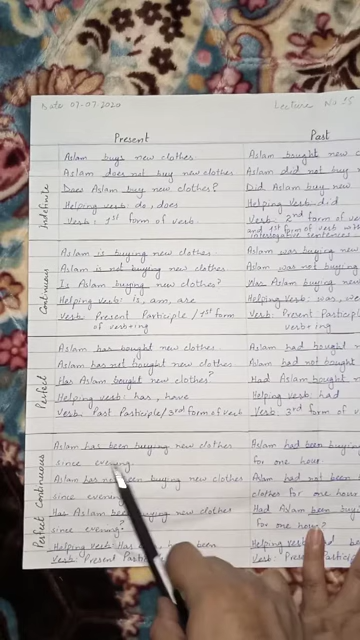 Date 07-07-2020 Lecture No 15
Present Past
Indefinite
Aslam buys new clothes
Aslam does not buy new clothes
Does Aslam buy new clothes?
Helping verb: do, does
Verb: 1st form of verb
Aslam bought new
Aslam did not buy
Did Aslam buy new
Helping verb: did
Verb: 2nd form of
and 1st form of verb
interrogative sentences
Continuous
Aslam is buying new clothes
Aslam is not buying new clothes
Is Aslam buying new clothes?
Helping verb: is, am, are
Verb: Present Participle / 1st form
of verb+ing
Aslam was buying new
Aslam was not buying
Was Aslam buying new
Helping verb: was,
Verb: Present
verb+ing
Perfect
Aslam has bought new clothes
Aslam has not bought new clothes
Has Aslam bought new clothes?
Helping verb: has, have
Verb: Past Participle/3rd form of verb
Aslam had bought
Aslam had not bought
Had Aslam bought
Helping verb: had
Verb: 3rd form of
Perfect Continuous
Aslam has been buying new clothes
since evening
Aslam has not been buying new clothes
since evening
Has Aslam been buying new clothes
since evening?
Helping verb: Has been
Verb: Present
Aslam had been buying
for one hour
Aslam had not been
clothes for one hour
Had Aslam been
for one hour?
Helping verb:
Verb: Present